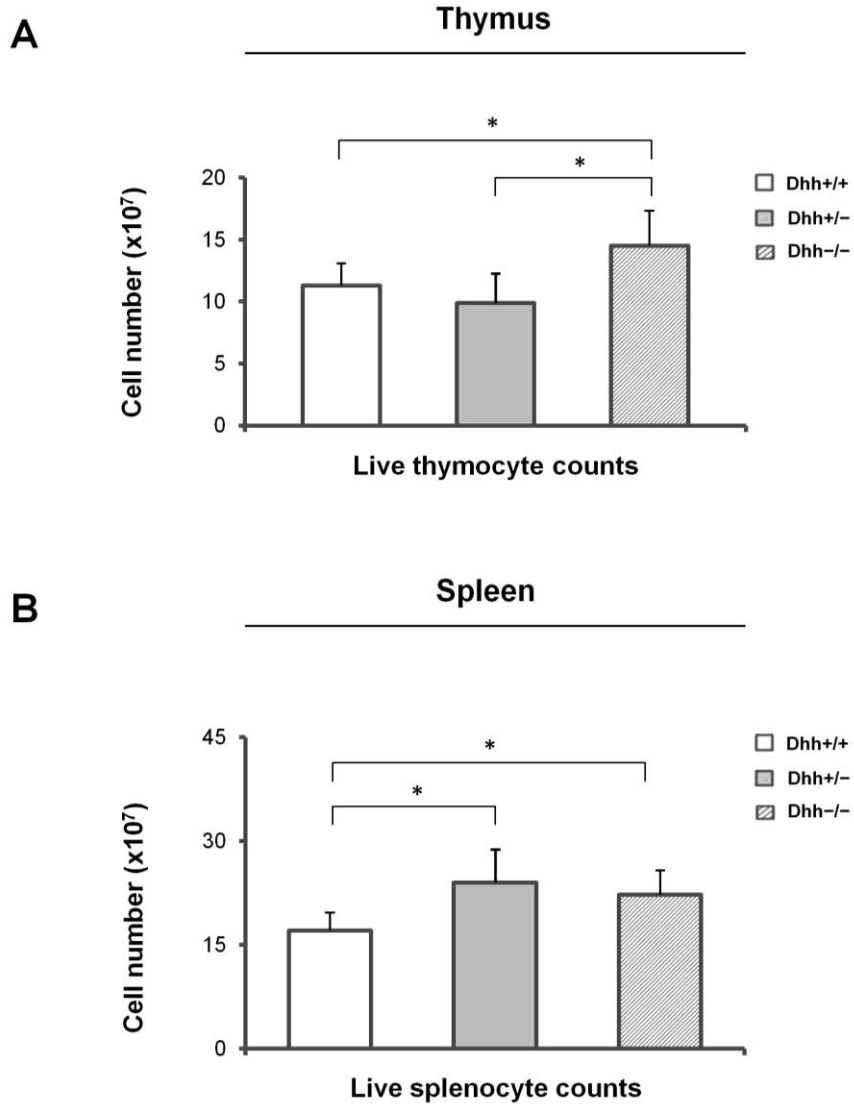 A
Thymus
*
*
Cell number (x10⁷)
20
15
10
5
0
Dhh+/+
Dhh+/−
Dhh−/−
Live thymocyte counts
B
Spleen
*
*
Cell number (x10⁷)
45
30
15
0
Dhh+/+
Dhh+/−
Dhh−/−
Live splenocyte counts